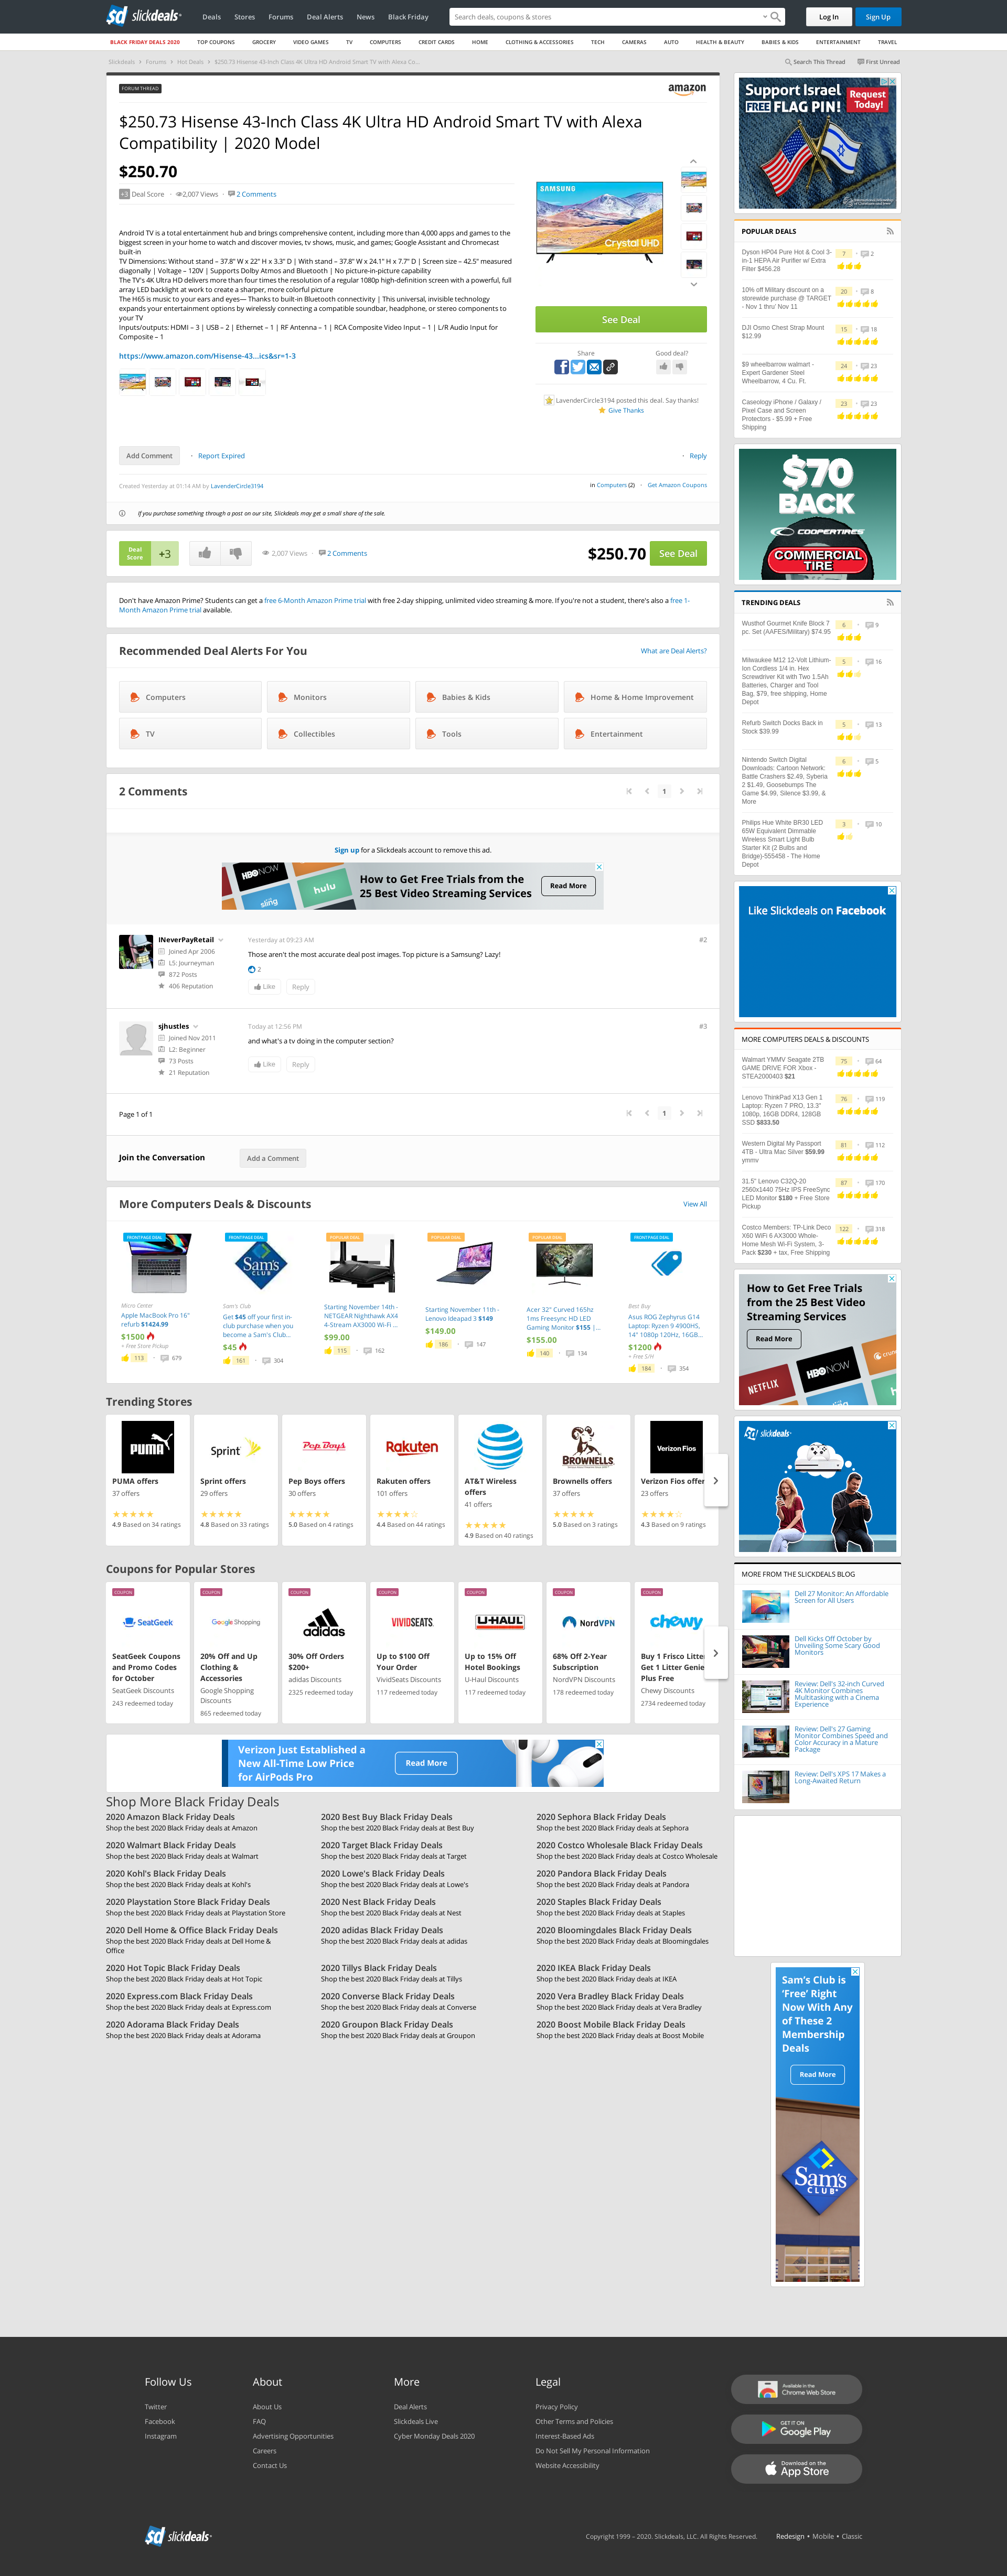 slickdeals
Deals
Stores
Forums
Deal Alerts
News
Black Friday
Search deals, coupons & stores
Log In
Sign Up
BLACK FRIDAY DEALS 2020
TOP COUPONS
GROCERY
VIDEO GAMES
TV
COMPUTERS
CREDIT CARDS
HOME
CLOTHING & ACCESSORIES
TECH
CAMERAS
AUTO
HEALTH & BEAUTY
BABIES & KIDS
ENTERTAINMENT
TRAVEL
Slickdeals
Forums
Hot Deals
$250.73 Hisense 43-Inch Class 4K Ultra HD Android Smart TV with Alexa Co...
Search This Thread
First Unread
FORUM THREAD
amazon
$250.73 Hisense 43-Inch Class 4K Ultra HD Android Smart TV with Alexa
Compatibility | 2020 Model
$250.70
+3 Deal Score
2,007 Views
2 Comments
Android TV is a total entertainment hub and brings comprehensive content, including more than 4,000 apps and games to the
biggest screen in your home to watch and discover movies, tv shows, music, and games; Google Assistant and Chromecast
built-in
TV Dimensions: Without stand – 37.8" W x 22" H x 3.3" D | With stand – 37.8" W x 24.1" H x 7.7" D | Screen size – 42.5" measured
diagonally | Voltage – 120V | Supports Dolby Atmos and Bluetooth | No picture-in-picture capability
The TV's 4K Ultra HD delivers more than four times the resolution of a regular 1080p high-definition screen with a powerful, full
array LED backlight at work to create a sharper, more colorful picture
The H65 is music to your ears and eyes— Thanks to built-in Bluetooth connectivity | This universal, invisible technology
expands your entertainment options by wirelessly connecting a compatible soundbar, headphone, or stereo components to
your TV
Inputs/outputs: HDMI – 3 | USB – 2 | Ethernet – 1 | RF Antenna – 1 | RCA Composite Video Input – 1 | L/R Audio Input for
Composite – 1
https://www.amazon.com/Hisense-43...ics&sr=1-3
SAMSUNG
Crystal UHD
See Deal
Share
Good deal?
LavenderCircle3194 posted this deal. Say thanks!
Give Thanks
Add Comment
Report Expired
Reply
Created Yesterday at 01:14 AM by LavenderCircle3194
in Computers (2)
Get Amazon Coupons
If you purchase something through a post on our site, Slickdeals may get a small share of the sale.
Deal
Score
+3
2,007 Views
2 Comments
$250.70
See Deal
Don't have Amazon Prime? Students can get a free 6-Month Amazon Prime trial with free 2-day shipping, unlimited video streaming & more. If you're not a student, there's also a free 1-
Month Amazon Prime trial available.
Recommended Deal Alerts For You
What are Deal Alerts?
Computers
Monitors
Babies & Kids
Home & Home Improvement
TV
Collectibles
Tools
Entertainment
2 Comments
1
Sign up for a Slickdeals account to remove this ad.
HBO NOW
hulu
sling
How to Get Free Trials from the
25 Best Video Streaming Services
Read More
INeverPayRetail
Joined Apr 2006
L5: Journeyman
872 Posts
406 Reputation
Yesterday at 09:23 AM
#2
Those aren't the most accurate deal post images. Top picture is a Samsung? Lazy!
2
Like
Reply
sjhustles
Joined Nov 2011
L2: Beginner
73 Posts
21 Reputation
Today at 12:56 PM
#3
and what's a tv doing in the computer section?
Like
Reply
Page 1 of 1
1
Join the Conversation
Add a Comment
More Computers Deals & Discounts
View All
FRONTPAGE DEAL
Micro Center
Apple MacBook Pro 16"
refurb $1424.99
$1500
+ Free Store Pickup
113
679
FRONTPAGE DEAL
Sam's CLUB
Sam's Club
Get $45 off your first in-
club purchase when you
become a Sam's Club...
$45
161
304
POPULAR DEAL
Starting November 14th -
NETGEAR Nighthawk AX4
4-Stream AX3000 Wi-Fi ...
$99.00
115
162
POPULAR DEAL
Starting November 11th -
Lenovo Ideapad 3 $149
$149.00
186
147
POPULAR DEAL
Acer 32" Curved 165hz
1ms Freesync HD LED
Gaming Monitor $155 |...
$155.00
140
134
FRONTPAGE DEAL
Best Buy
Asus ROG Zephyrus G14
Laptop: Ryzen 9 4900HS,
14" 1080p 120Hz, 16GB...
$1200
+ Free S/H
184
354
Trending Stores
PUMA
PUMA offers
37 offers
4.9 Based on 34 ratings
Sprint
Sprint offers
29 offers
4.8 Based on 33 ratings
Pep Boys
Pep Boys offers
30 offers
5.0 Based on 4 ratings
Rakuten
Rakuten offers
101 offers
4.4 Based on 44 ratings
AT&T Wireless
offers
41 offers
4.9 Based on 40 ratings
BROWNELLS
Brownells offers
37 offers
5.0 Based on 3 ratings
Verizon Fios
Verizon Fios offer
23 offers
4.3 Based on 9 ratings
Coupons for Popular Stores
COUPON
SeatGeek
SeatGeek Coupons
and Promo Codes
for October
SeatGeek Discounts
243 redeemed today
COUPON
Google Shopping
20% Off and Up
Clothing &
Accessories
Google Shopping
Discounts
865 redeemed today
COUPON
adidas
30% Off Orders
$200+
adidas Discounts
2325 redeemed today
COUPON
VIVIDSEATS.
Up to $100 Off
Your Order
VividSeats Discounts
117 redeemed today
COUPON
U-HAUL
Up to 15% Off
Hotel Bookings
U-Haul Discounts
117 redeemed today
COUPON
NordVPN
68% Off 2-Year
Subscription
NordVPN Discounts
178 redeemed today
COUPON
chewy
Buy 1 Frisco Litter
Get 1 Litter Genie
Plus Free
Chewy Discounts
2734 redeemed today
Verizon Just Established a
New All-Time Low Price
for AirPods Pro
Read More
Shop More Black Friday Deals
2020 Amazon Black Friday Deals
Shop the best 2020 Black Friday deals at Amazon
2020 Best Buy Black Friday Deals
Shop the best 2020 Black Friday deals at Best Buy
2020 Sephora Black Friday Deals
Shop the best 2020 Black Friday deals at Sephora
2020 Walmart Black Friday Deals
Shop the best 2020 Black Friday deals at Walmart
2020 Target Black Friday Deals
Shop the best 2020 Black Friday deals at Target
2020 Costco Wholesale Black Friday Deals
Shop the best 2020 Black Friday deals at Costco Wholesale
2020 Kohl's Black Friday Deals
Shop the best 2020 Black Friday deals at Kohl's
2020 Lowe's Black Friday Deals
Shop the best 2020 Black Friday deals at Lowe's
2020 Pandora Black Friday Deals
Shop the best 2020 Black Friday deals at Pandora
2020 Playstation Store Black Friday Deals
Shop the best 2020 Black Friday deals at Playstation Store
2020 Nest Black Friday Deals
Shop the best 2020 Black Friday deals at Nest
2020 Staples Black Friday Deals
Shop the best 2020 Black Friday deals at Staples
2020 Dell Home & Office Black Friday Deals
Shop the best 2020 Black Friday deals at Dell Home &
Office
2020 adidas Black Friday Deals
Shop the best 2020 Black Friday deals at adidas
2020 Bloomingdales Black Friday Deals
Shop the best 2020 Black Friday deals at Bloomingdales
2020 Hot Topic Black Friday Deals
Shop the best 2020 Black Friday deals at Hot Topic
2020 Tillys Black Friday Deals
Shop the best 2020 Black Friday deals at Tillys
2020 IKEA Black Friday Deals
Shop the best 2020 Black Friday deals at IKEA
2020 Express.com Black Friday Deals
Shop the best 2020 Black Friday deals at Express.com
2020 Converse Black Friday Deals
Shop the best 2020 Black Friday deals at Converse
2020 Vera Bradley Black Friday Deals
Shop the best 2020 Black Friday deals at Vera Bradley
2020 Adorama Black Friday Deals
Shop the best 2020 Black Friday deals at Adorama
2020 Groupon Black Friday Deals
Shop the best 2020 Black Friday deals at Groupon
2020 Boost Mobile Black Friday Deals
Shop the best 2020 Black Friday deals at Boost Mobile
Support Israel
FREE FLAG PIN!
Request
Today!
POPULAR DEALS
Dyson HP04 Pure Hot & Cool 3-
in-1 HEPA Air Purifier w/ Extra
Filter $456.28
7
2
10% off Military discount on a
storewide purchase @ TARGET
- Nov 1 thru' Nov 11
20
8
DJI Osmo Chest Strap Mount
$12.99
15
18
$9 wheelbarrow walmart -
Expert Gardener Steel
Wheelbarrow, 4 Cu. Ft.
24
23
Caseology iPhone / Galaxy /
Pixel Case and Screen
Protectors - $5.99 + Free
Shipping
23
23
$70
BACK
COOPERTIRES
COMMERCIAL
TIRE
TRENDING DEALS
Wusthof Gourmet Knife Block 7
pc. Set (AAFES/Military) $74.95
6
9
Milwaukee M12 12-Volt Lithium-
Ion Cordless 1/4 in. Hex
Screwdriver Kit with Two 1.5Ah
Batteries, Charger and Tool
Bag, $79, free shipping, Home
Depot
5
16
Refurb Switch Docks Back in
Stock $39.99
5
13
Nintendo Switch Digital
Downloads: Cartoon Network:
Battle Crashers $2.49, Syberia
2 $1.49, Goosebumps The
Game $4.99, Silence $3.99, &
More
6
5
Philips Hue White BR30 LED
65W Equivalent Dimmable
Wireless Smart Light Bulb
Starter Kit (2 Bulbs and
Bridge)-555458 - The Home
Depot
3
10
Like Slickdeals on Facebook
MORE COMPUTERS DEALS & DISCOUNTS
Walmart YMMV Seagate 2TB
GAME DRIVE FOR Xbox -
STEA2000403 $21
75
64
Lenovo ThinkPad X13 Gen 1
Laptop: Ryzen 7 PRO, 13.3"
1080p, 16GB DDR4, 128GB
SSD $833.50
76
119
Western Digital My Passport
4TB - Ultra Mac Silver $59.99
ymmv
81
112
31.5" Lenovo C32Q-20
2560x1440 75Hz IPS FreeSync
LED Monitor $180 + Free Store
Pickup
87
170
Costco Members: TP-Link Deco
X60 WiFi 6 AX3000 Whole-
Home Mesh Wi-Fi System, 3-
Pack $230 + tax, Free Shipping
122
318
How to Get Free Trials
from the 25 Best Video
Streaming Services
Read More
NETFLIX
HBO NOW
hulu
sling
slickdeals
MORE FROM THE SLICKDEALS BLOG
Dell 27 Monitor: An Affordable
Screen for All Users
Dell Kicks Off October by
Unveiling Some Scary Good
Monitors
Review: Dell's 32-inch Curved
4K Monitor Combines
Multitasking with a Cinema
Experience
Review: Dell's 27 Gaming
Monitor Combines Speed and
Color Accuracy in a Mature
Package
Review: Dell's XPS 17 Makes a
Long-Awaited Return
Sam's Club is
'Free' Right
Now With Any
of These 2
Membership
Deals
Read More
Sam's
CLUB
Follow Us
Twitter
Facebook
Instagram
About
About Us
FAQ
Advertising Opportunities
Careers
Contact Us
More
Deal Alerts
Slickdeals Live
Cyber Monday Deals 2020
Legal
Privacy Policy
Other Terms and Policies
Interest-Based Ads
Do Not Sell My Personal Information
Website Accessibility
Available in the
Chrome Web Store
GET IT ON
Google Play
Download on the
App Store
slickdeals
Copyright 1999 – 2020. Slickdeals, LLC. All Rights Reserved.
Redesign • Mobile • Classic